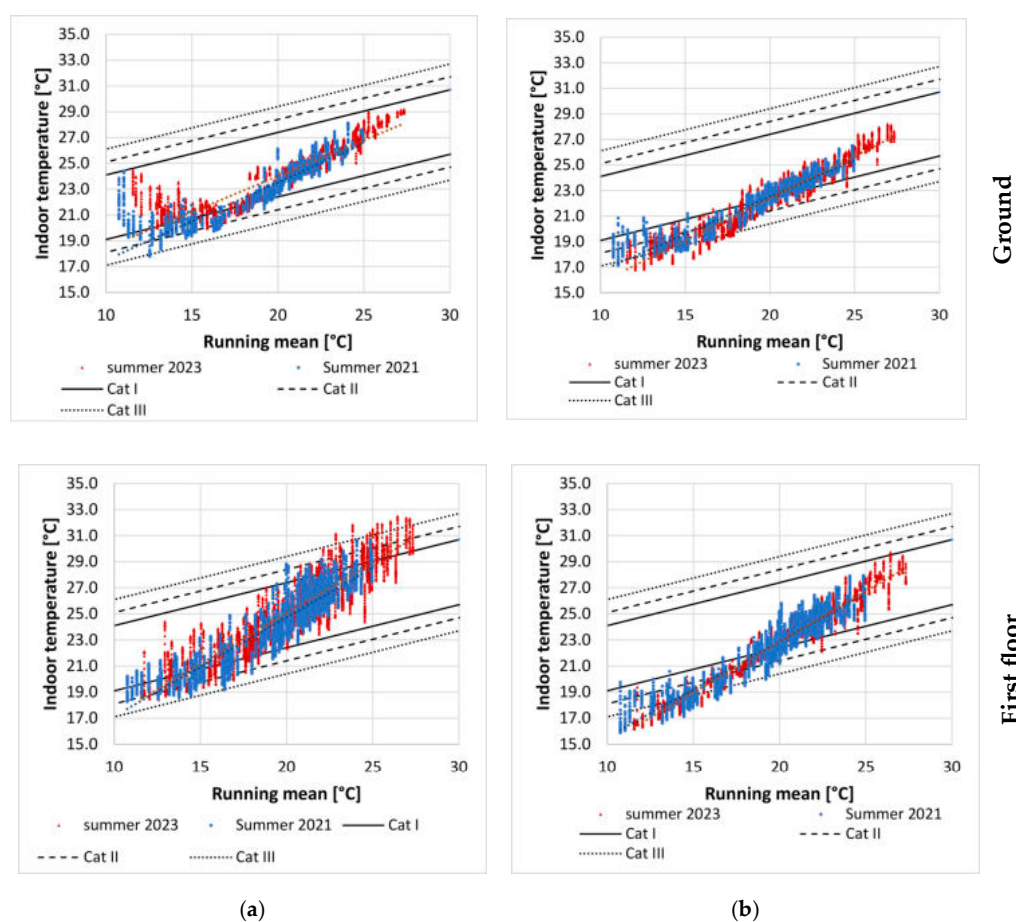 35.0
33.0
31.0
29.0
27.0
25.0
23.0
21.0
19.0
17.0
15.0
Indoor temperature [°C]
10 15 20 25 30
Running mean [°C]
summer 2023 Summer 2021
Cat I Cat II
Cat III
35.0
33.0
31.0
29.0
27.0
25.0
23.0
21.0
19.0
17.0
15.0
Indoor temperature [°C]
10 15 20 25 30
Running mean [°C]
summer 2023 Summer 2021
Cat I Cat II
Cat III
Ground
35.0
33.0
31.0
29.0
27.0
25.0
23.0
21.0
19.0
17.0
15.0
Indoor temperature [°C]
10 15 20 25 30
Running mean [°C]
summer 2023 Summer 2021 Cat I
Cat II Cat III
35.0
33.0
31.0
29.0
27.0
25.0
23.0
21.0
19.0
17.0
15.0
Indoor temperature [°C]
10 15 20 25 30
Running mean [°C]
summer 2023 Summer 2021
Cat I Cat II
Cat III
First floor
(a) (b)